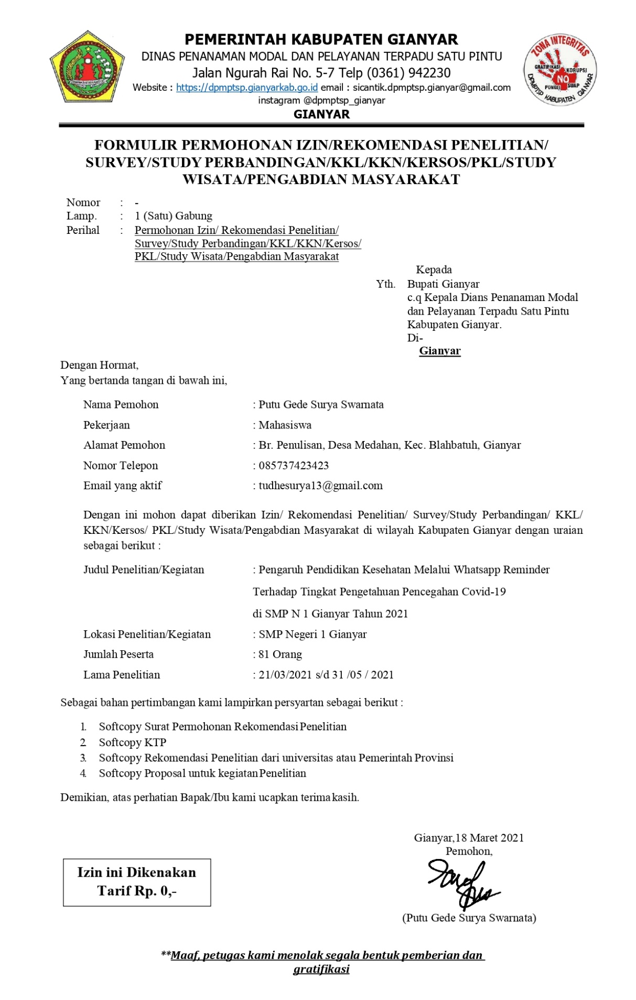 PEMERINTAH KABUPATEN GIANYAR
DINAS PENANAMAN MODAL DAN PELAYANAN TERPADU SATU PINTU
Jalan Ngurah Rai No. 5-7 Telp (0361) 942230
Website : https://dpmptsp.gianyarkab.go.id email : sicantik.dpmptsp.gianyar@gmail.com
instagram @dpmptsp_gianyar
GIANYAR
ZONA INTEGRITAS
GRATIFIKASI
KORUPSI
NO
PUNGLI
SUAP
DPMPTSP KABUPATEN GIANYAR
FORMULIR PERMOHONAN IZIN/REKOMENDASI PENELITIAN/
SURVEY/STUDY PERBANDINGAN/KKL/KKN/KERSOS/PKL/STUDY
WISATA/PENGABDIAN MASYARAKAT
Nomor : -
Lamp. : 1 (Satu) Gabung
Perihal : Permohonan Izin/ Rekomendasi Penelitian/
Survey/Study Perbandingan/KKL/KKN/Kersos/
PKL/Study Wisata/Pengabdian Masyarakat
Kepada
Yth. Bupati Gianyar
c.q Kepala Dians Penanaman Modal
dan Pelayanan Terpadu Satu Pintu
Kabupaten Gianyar.
Di-
Gianyar
Dengan Hormat,
Yang bertanda tangan di bawah ini,
Nama Pemohon : Putu Gede Surya Swarnata
Pekerjaan : Mahasiswa
Alamat Pemohon : Br. Penulisan, Desa Medahan, Kec. Blahbatuh, Gianyar
Nomor Telepon : 085737423423
Email yang aktif : tudhesurya13@gmail.com
Dengan ini mohon dapat diberikan Izin/ Rekomendasi Penelitian/ Survey/Study Perbandingan/ KKL/
KKN/Kersos/ PKL/Study Wisata/Pengabdian Masyarakat di wilayah Kabupaten Gianyar dengan uraian
sebagai berikut :
Judul Penelitian/Kegiatan : Pengaruh Pendidikan Kesehatan Melalui Whatsapp Reminder
Terhadap Tingkat Pengetahuan Pencegahan Covid-19
di SMP N 1 Gianyar Tahun 2021
Lokasi Penelitian/Kegiatan : SMP Negeri 1 Gianyar
Jumlah Peserta : 81 Orang
Lama Penelitian : 21/03/2021 s/d 31 /05 / 2021
Sebagai bahan pertimbangan kami lampirkan persyartan sebagai berikut :
1. Softcopy Surat Permohonan Rekomendasi Penelitian
2. Softcopy KTP
3. Softcopy Rekomendasi Penelitian dari universitas atau Pemerintah Provinsi
4. Softcopy Proposal untuk kegiatan Penelitian
Demikian, atas perhatian Bapak/Ibu kami ucapkan terima kasih.
Gianyar,18 Maret 2021
Pemohon,
Izin ini Dikenakan
Tarif Rp. 0,-
(Putu Gede Surya Swarnata)
**Maaf, petugas kami menolak segala bentuk pemberian dan
gratifikasi